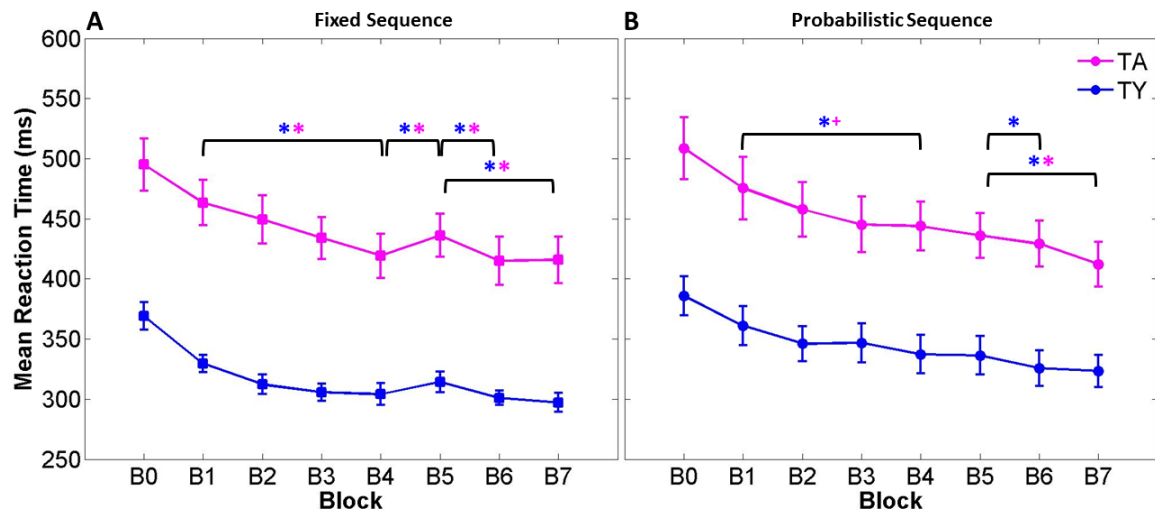 A Fixed Sequence
B Probabilistic Sequence
600
550
500
450
400
350
300
250
Mean Reaction Time (ms)
**
**
**
**
B0 B1 B2 B3 B4 B5 B6 B7
Block
TA
TY
*+
*
**
B0 B1 B2 B3 B4 B5 B6 B7
Block